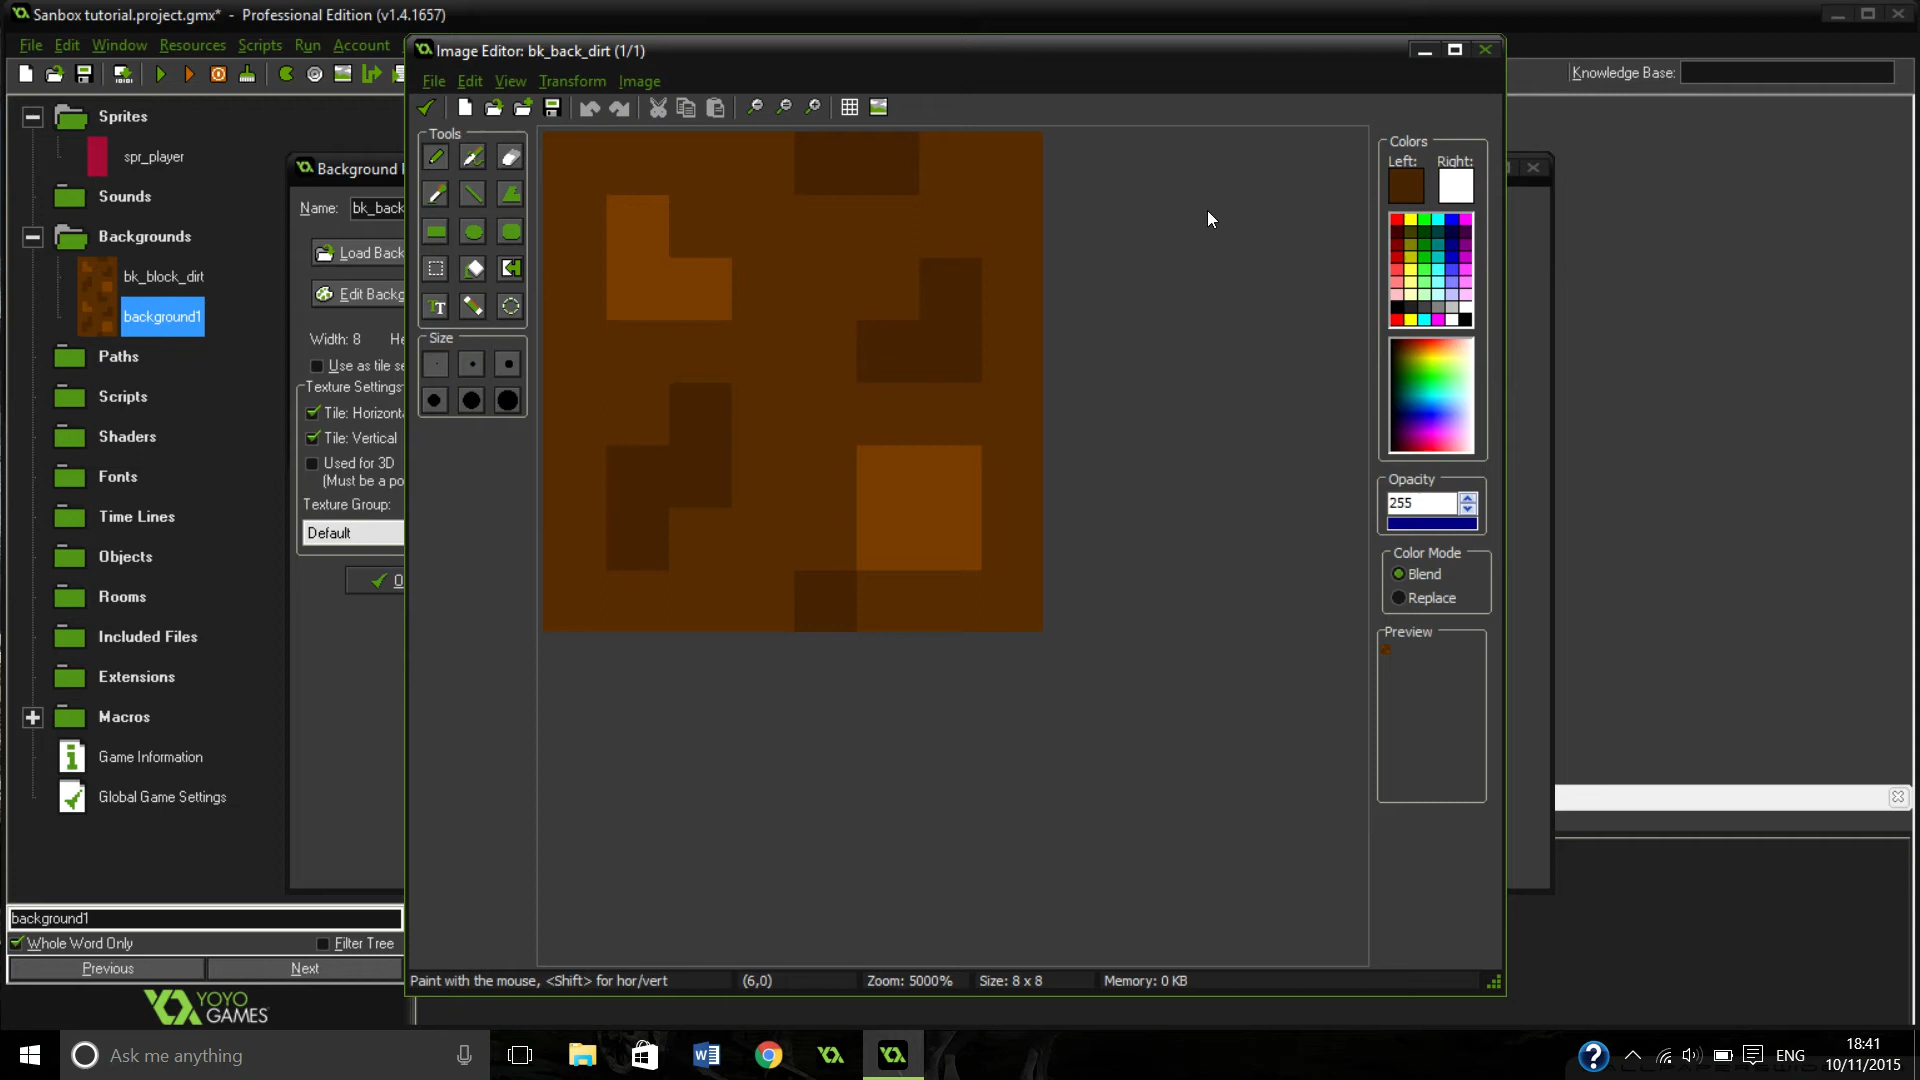 Sanbox tutorial.project.gmx* - Professional Edition (v1.4.1657)
File Edit Window Resources Scripts Run Account
Knowledge Base:
Sprites
spr_player
Sounds
Backgrounds
bk_block_dirt
background1
Paths
Scripts
Shaders
Fonts
Time Lines
Objects
Rooms
Included Files
Extensions
Macros
Game Information
Global Game Settings
background1
Whole Word Only
Filter Tree
Previous
Next
YOYO
GAMES
Background
Name: bk_back
Load Back
Edit Backg
Width: 8 He
Use as tile se
Texture Settings
Tile: Horizonta
Tile: Vertical
Used for 3D
(Must be a po
Texture Group:
Default
O
Image Editor: bk_back_dirt (1/1)
File Edit View Transform Image
Tools
Size
Colors
Left: Right:
Opacity
255
Color Mode
Blend
Replace
Preview
Paint with the mouse, <Shift> for hor/vert
(6,0)
Zoom: 5000%
Size: 8 x 8
Memory: 0 KB
Ask me anything
ENG
18:41
10/11/2015